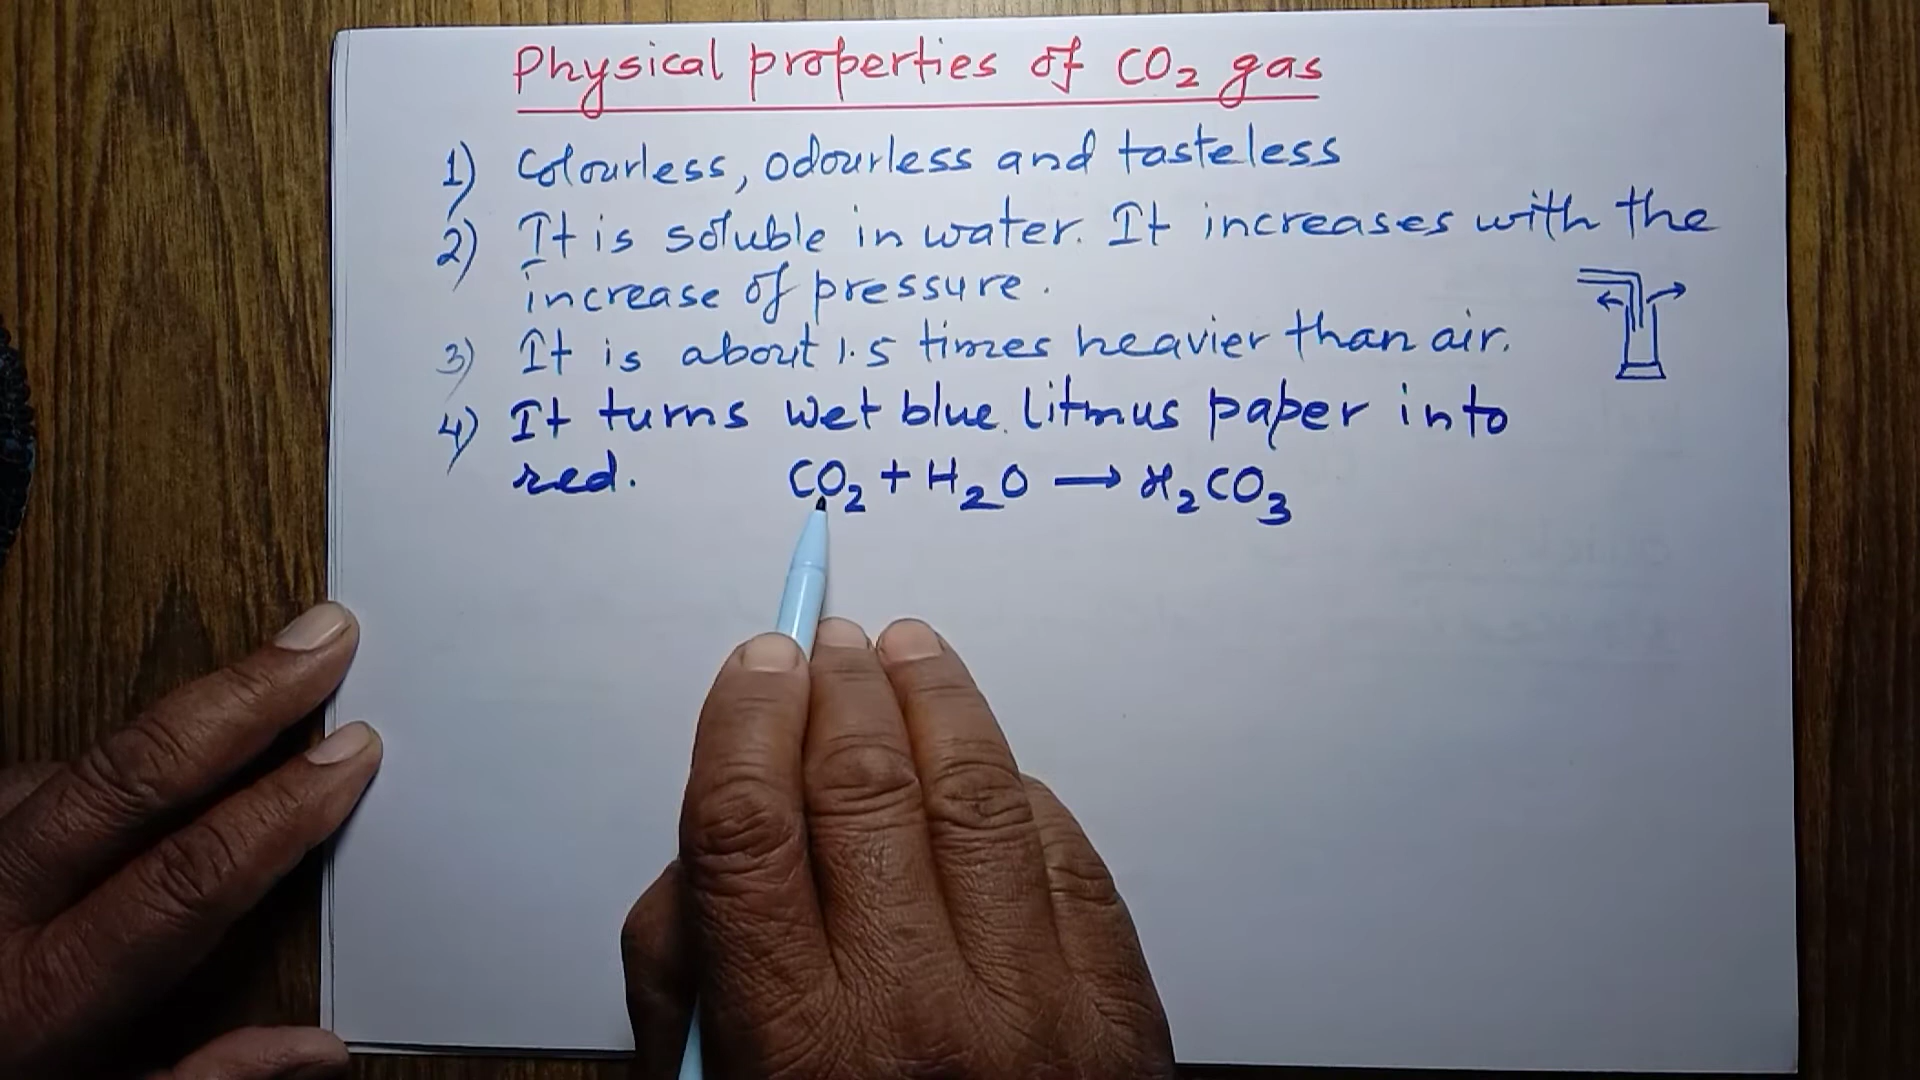 Physical properties of CO₂ gas
1) Colourless, odourless and tasteless
2) It is soluble in water. It increases with the
increase of pressure.
3) It is about 1.5 times heavier than air.
4) It turns wet blue litmus paper into
red. CO₂ + H₂O → H₂CO₃